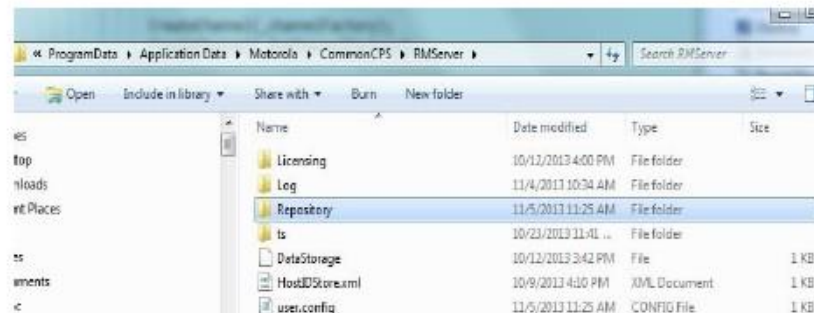 « ProgramData ▸ Application Data ▸ Motorola ▸ CommonCPS ▸ RMServer ▸ Search RMServer
Open Include in library ▾ Share with ▾ Burn New folder
Name Date modified Type Size
Licensing 10/12/2013 4:00 PM File folder
Log 11/4/2013 10:34 AM File folder
nloads
Repository 11/5/2013 11:25 AM File folder
nt Places
ts 10/23/2013 11:41 ... File folder
DataStorage 10/12/2013 3:42 PM File 1 KB
HostIDStore.xml 10/9/2013 4:10 PM XML Document 1 KB
user.config 11/5/2013 11:25 AM CONFIG File 1 KB